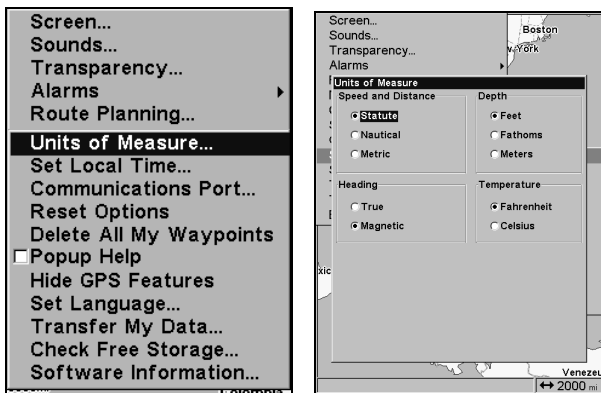 Screen...
Sounds...
Transparency...
Alarms
Route Planning...
Units of Measure...
Set Local Time...
Communications Port...
Reset Options
Delete All My Waypoints
Popup Help
Hide GPS Features
Set Language...
Transfer My Data...
Check Free Storage...
Software Information...
Screen...
Sounds...
Transparency...
Alarms
Boston
York
Units of Measure
Speed and Distance
Statute
Nautical
Metric
Depth
Feet
Fathoms
Meters
Heading
True
Magnetic
Temperature
Fahrenheit
Celsius
xic
Venezu
2000 mi